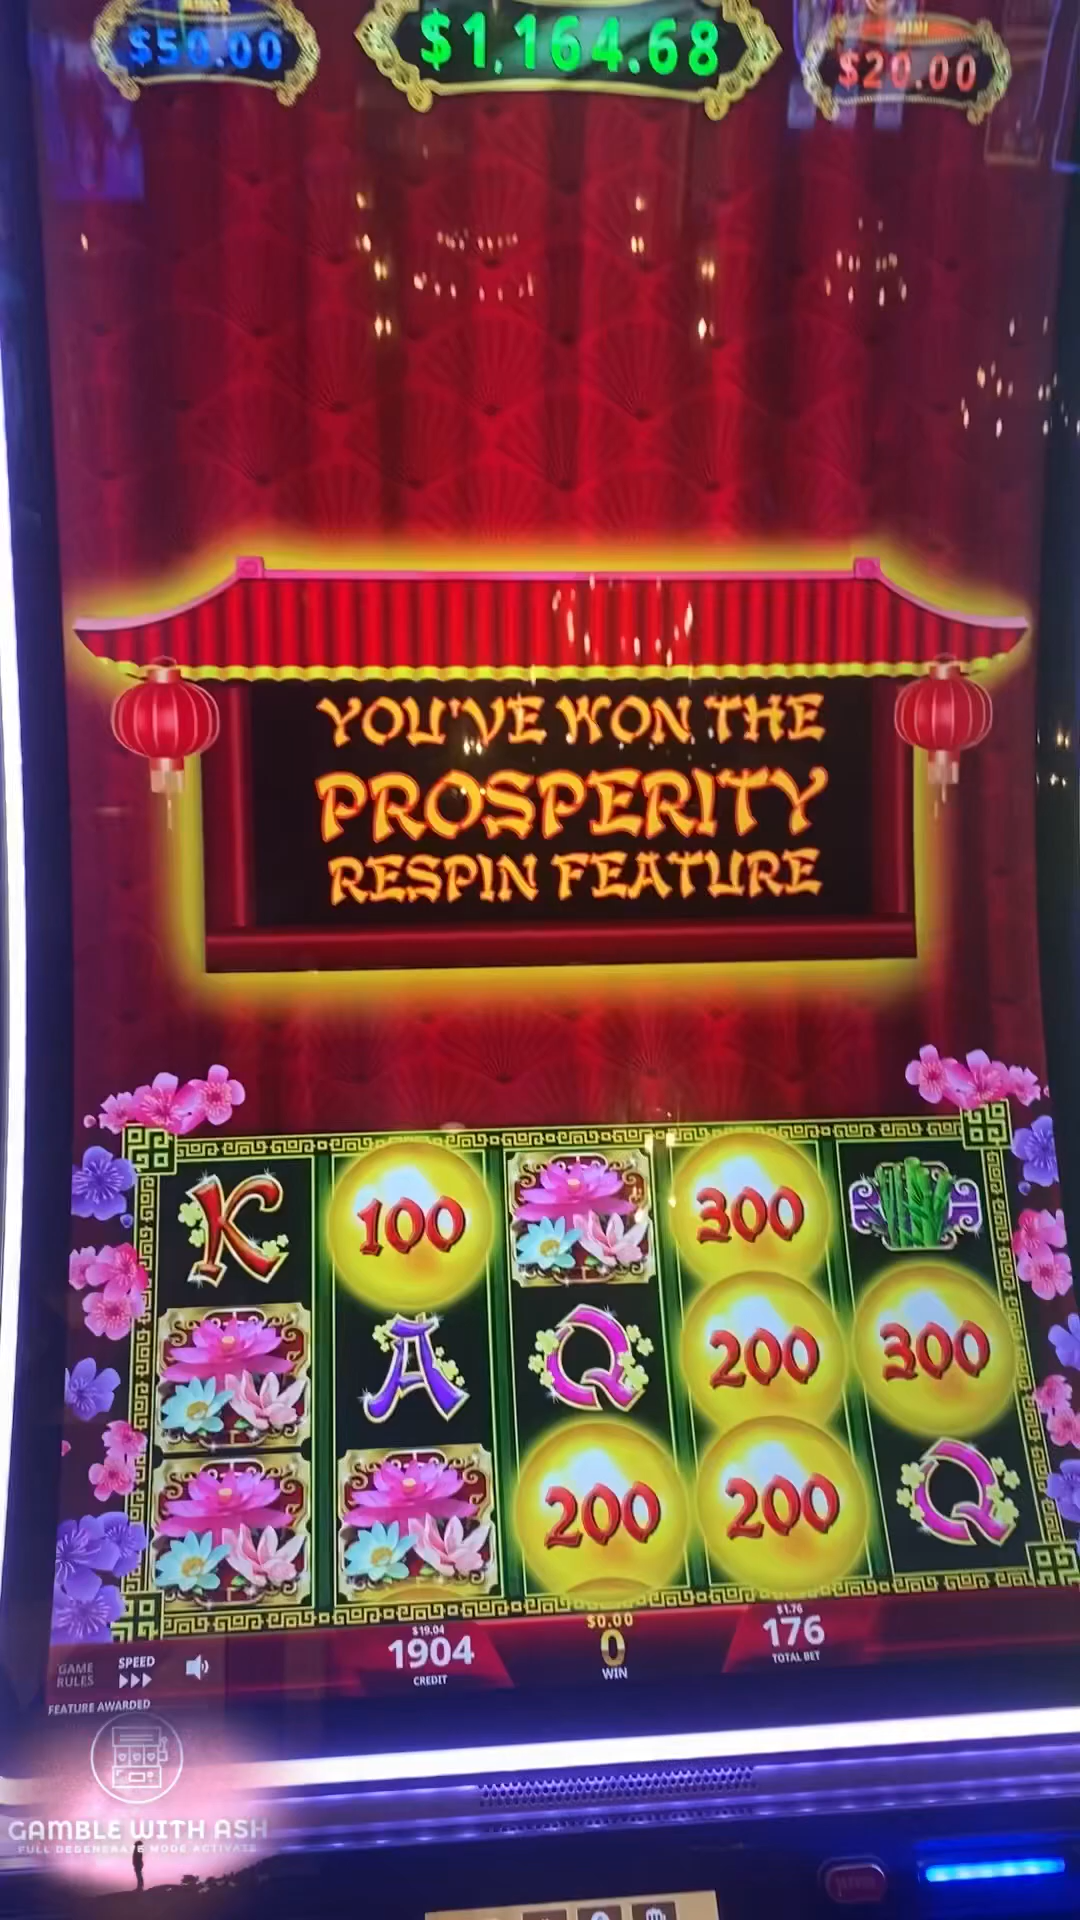 $50.00
$1,164.68
MINI
$20.00
YOU'VE WON THE
PROSPERITY
RESPIN FEATURE
K
100
300
A
Q
200
300
200
200
Q
GAME
RULES
SPEED
$19.04
1904
CREDIT
$0.00
0
WIN
$1.76
176
TOTAL BET
FEATURE AWARDED
GAMBLE WITH ASH
FULL DEGENERATE MODE ACTIVATE